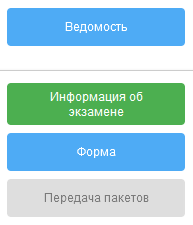 Ведомость
Информация об
экзамене
Форма
Передача пакетов